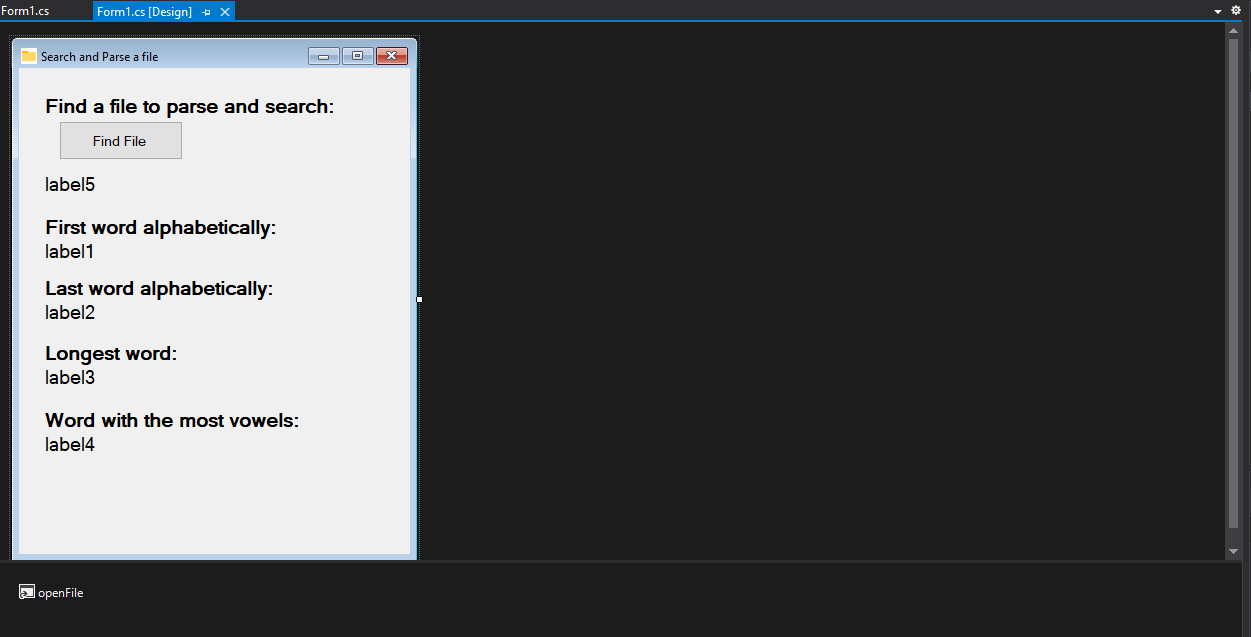 Form1.cs
Form1.cs [Design]
Search and Parse a file
Find a file to parse and search:
Find File
label5
First word alphabetically:
label1
Last word alphabetically:
label2
Longest word:
label3
Word with the most vowels:
label4
openFile